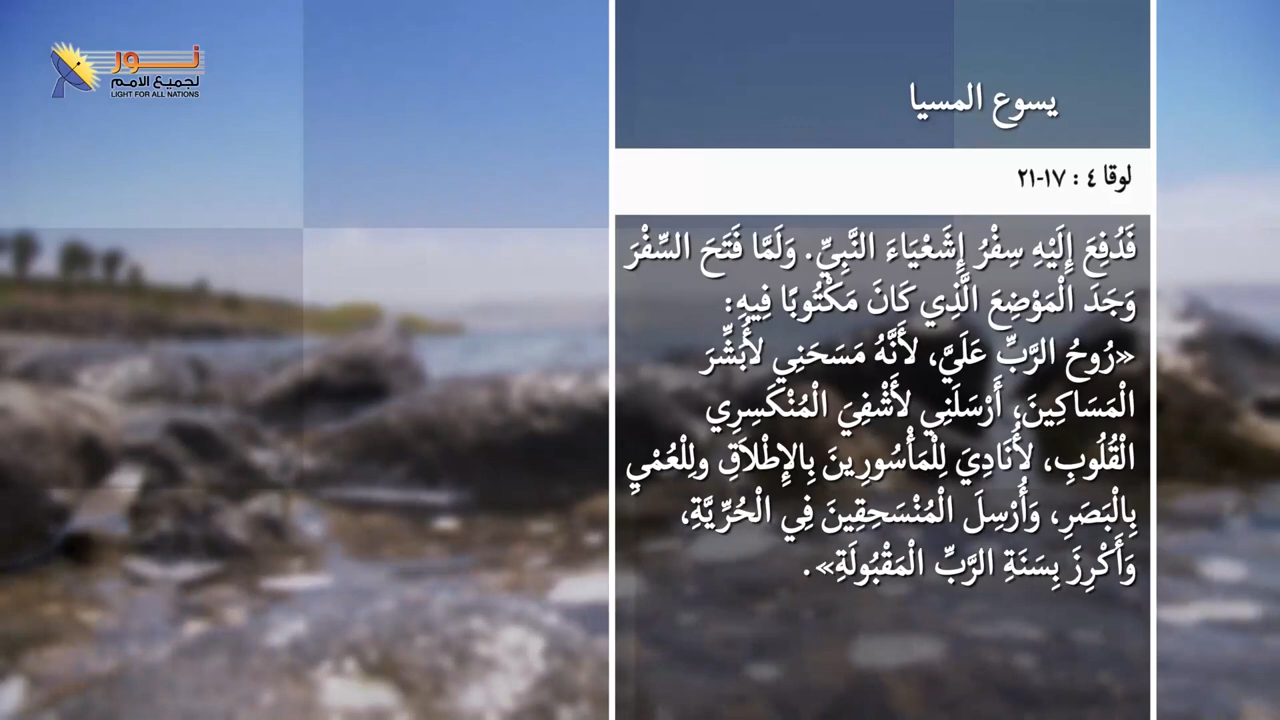 نور
لجميع الامم
LIGHT FOR ALL NATIONS
يسوع المسيا
لوقا ٤ : ١٧-٢١
فَدُفِعَ إِلَيْهِ سِفْرُ إِشَعْيَاءَ النَّبِيِّ. وَلَمَّا فَتَحَ السِّفْرَ
وَجَدَ الْمَوْضِعَ الَّذِي كَانَ مَكْتُوبًا فِيهِ:
«رُوحُ الرَّبِّ عَلَيَّ، لأَنَّهُ مَسَحَنِي لأُبَشِّرَ
الْمَسَاكِينَ، أَرْسَلَنِي لأَشْفِيَ الْمُنْكَسِرِي
الْقُلُوبِ، لأُنَادِيَ لِلْمَأْسُورِينَ بِالإِطْلاَقِ ولِلْعُمْيِ
بِالْبَصَرِ، وَأُرْسِلَ الْمُنْسَحِقِينَ فِي الْحُرِّيَّةِ،
وَأَكْرِزَ بِسَنَةِ الرَّبِّ الْمَقْبُولَةِ».